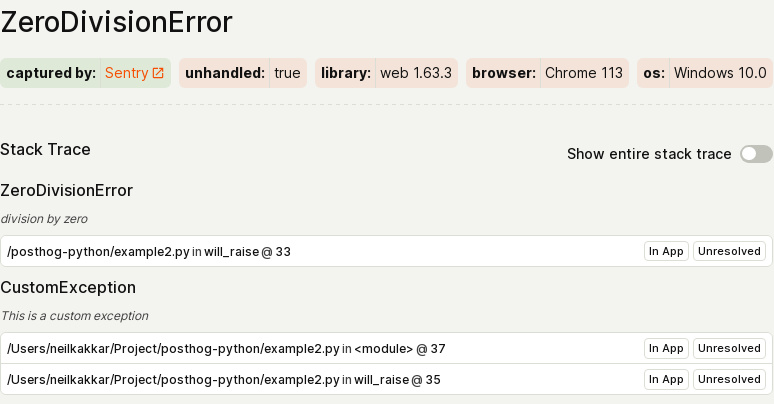 ZeroDivisionError
captured by: Sentry unhandled: true library: web 1.63.3 browser: Chrome 113 os: Windows 10.0
Stack Trace
Show entire stack trace
ZeroDivisionError
division by zero
/posthog-python/example2.py in will_raise @ 33 In App Unresolved
CustomException
This is a custom exception
/Users/neilkakkar/Project/posthog-python/example2.py in <module> @ 37 In App Unresolved
/Users/neilkakkar/Project/posthog-python/example2.py in will_raise @ 35 In App Unresolved